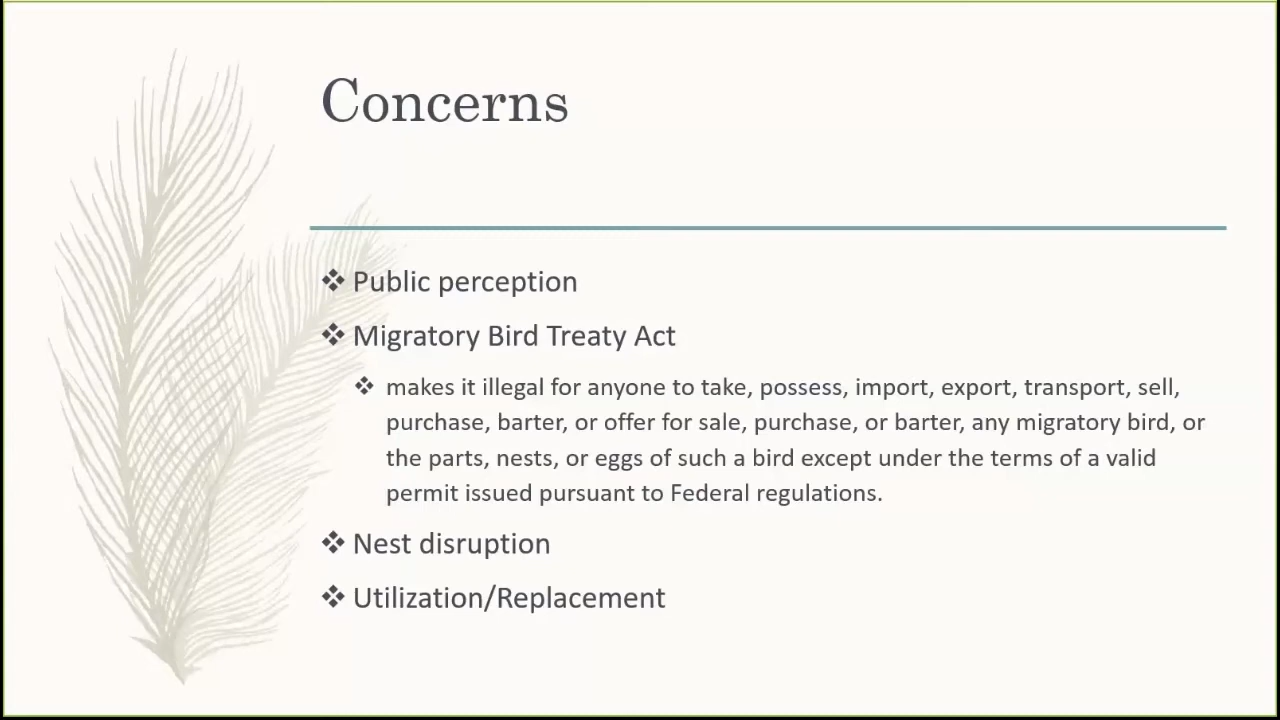 Concerns
❖ Public perception
❖ Migratory Bird Treaty Act
❖ makes it illegal for anyone to take, possess, import, export, transport, sell,
purchase, barter, or offer for sale, purchase, or barter, any migratory bird, or
the parts, nests, or eggs of such a bird except under the terms of a valid
permit issued pursuant to Federal regulations.
❖ Nest disruption
❖ Utilization/Replacement